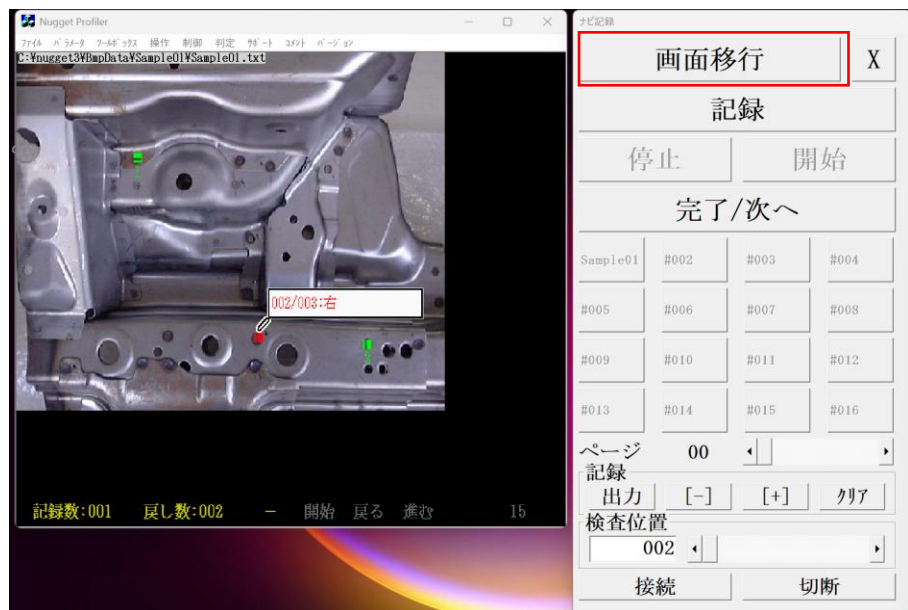 Nugget Profiler
ﾌｧｲﾙ ﾊﾟﾗﾒｰﾀ ﾂｰﾙﾎﾞｯｸｽ 操作 制御 判定 ｻﾎﾟｰﾄ ｺﾒﾝﾄ ﾊﾞｰｼﾞｮﾝ
C:¥nugget3¥BmpData¥Sample01¥Sample01.txt
002/003:右
記録数:001 戻し数:002 － 開始 戻る 進む 15
ナビ記録
画面移行 X
記録
停止 開始
完了/次へ
Sample01 #002 #003 #004
#005 #006 #007 #008
#009 #010 #011 #012
#013 #014 #015 #016
ページ 00
記録
出力 [-] [+] ｸﾘｱ
検査位置
002
接続 切断